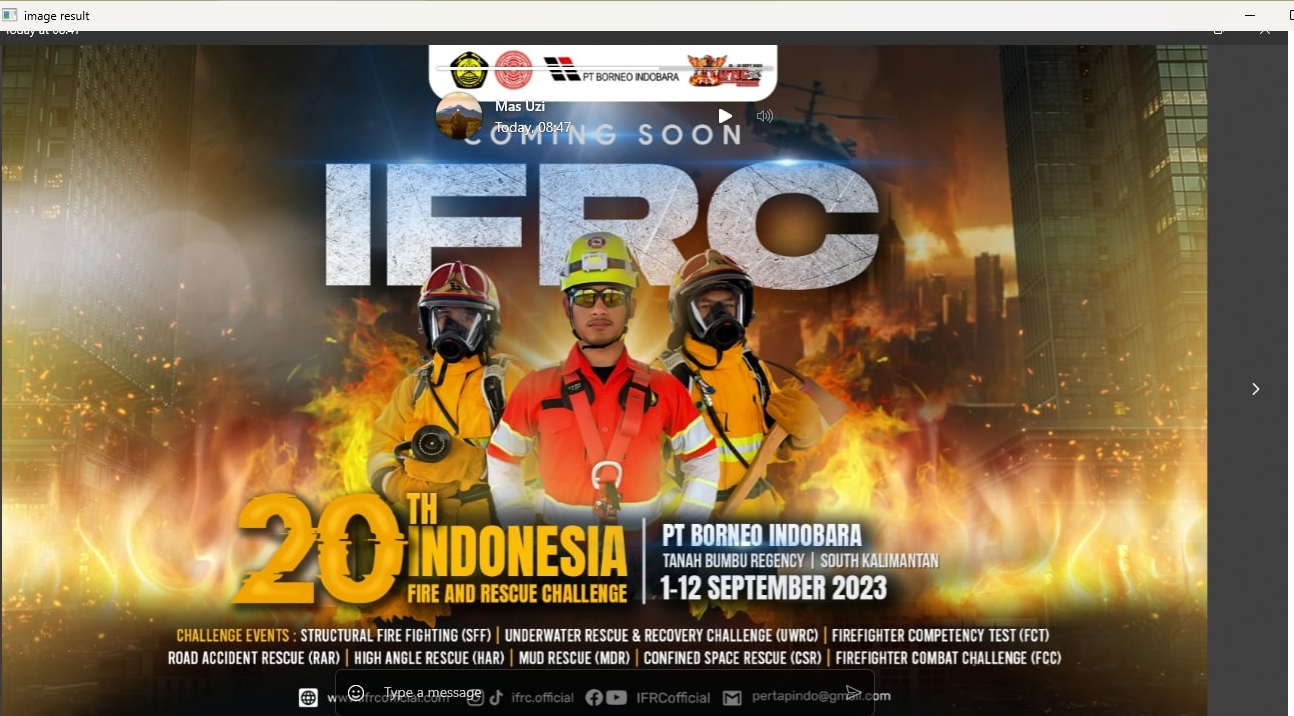 image result
Today at 08:47
PT BORNEO INDOBARA
Mas Uzi
Today, 08:47
COMING SOON
IFRC
20TH
INDONESIA
FIRE AND RESCUE CHALLENGE
PT BORNEO INDOBARA
TANAH BUMBU REGENCY | SOUTH KALIMANTAN
1-12 SEPTEMBER 2023
CHALLENGE EVENTS : STRUCTURAL FIRE FIGHTING (SFF) | UNDERWATER RESCUE & RECOVERY CHALLENGE (UWRC) | FIREFIGHTER COMPETENCY TEST (FCT)
ROAD ACCIDENT RESCUE (RAR) | HIGH ANGLE RESCUE (HAR) | MUD RESCUE (MDR) | CONFINED SPACE RESCUE (CSR) | FIREFIGHTER COMBAT CHALLENGE (FCC)
Type a message
www.ifrcofficial.com ifrc.official IFRCofficial pertapindo@gmail.com